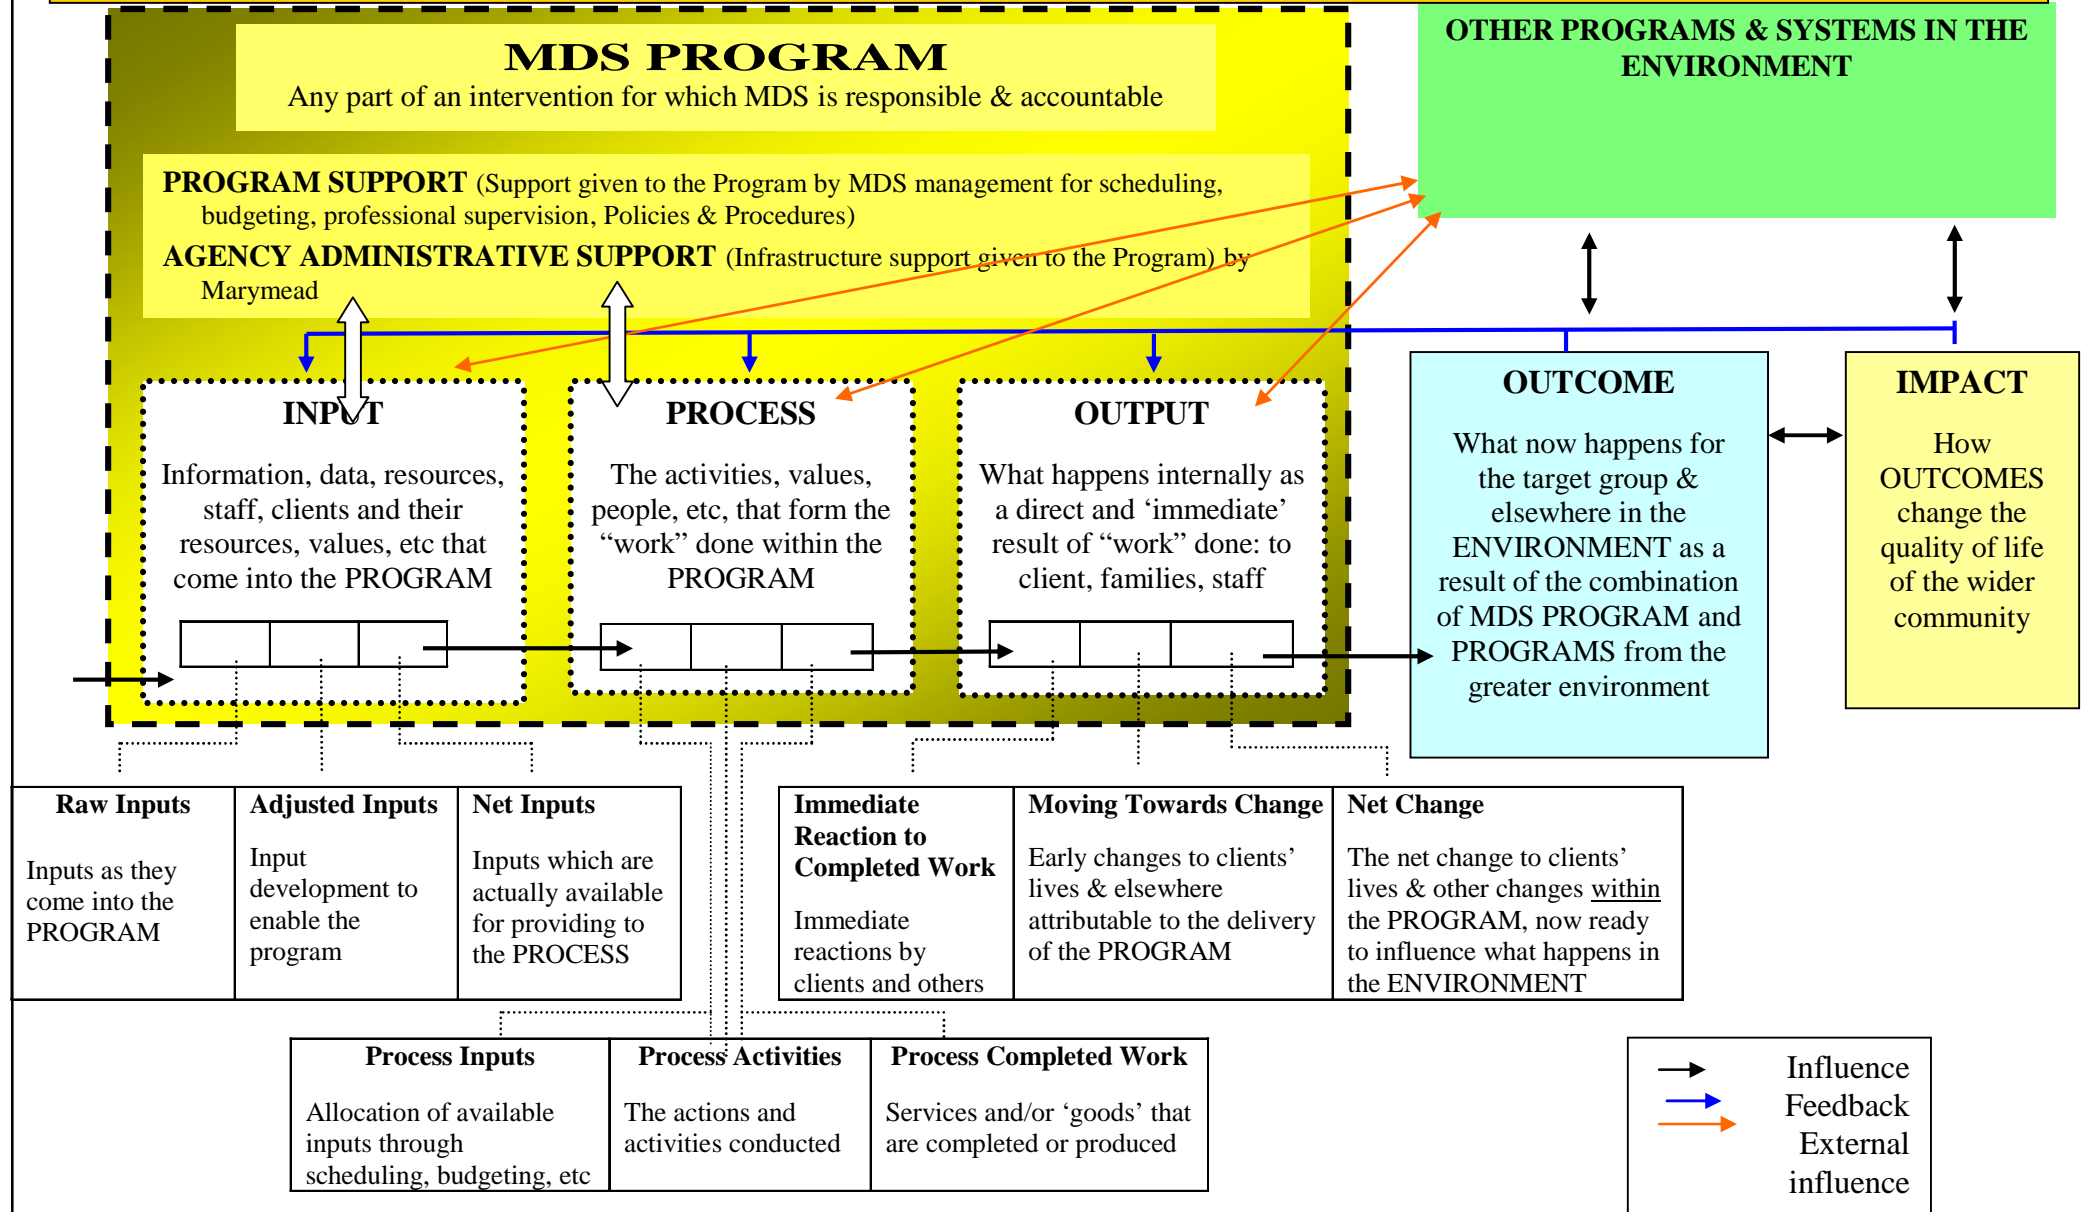 MDS PROGRAM
Any part of an intervention for which MDS is responsible & accountable
OTHER PROGRAMS & SYSTEMS IN THE
ENVIRONMENT
PROGRAM SUPPORT (Support given to the Program by MDS management for scheduling,
budgeting, professional supervision, Policies & Procedures)
AGENCY ADMINISTRATIVE SUPPORT (Infrastructure support given to the Program) by
Marymead
INPUT
Information, data, resources,
staff, clients and their
resources, values, etc that
come into the PROGRAM
PROCESS
The activities, values,
people, etc, that form the
“work” done within the
PROGRAM
OUTPUT
What happens internally as
a direct and ‘immediate’
result of “work” done: to
client, families, staff
OUTCOME
What now happens for
the target group &
elsewhere in the
ENVIRONMENT as a
result of the combination
of MDS PROGRAM and
PROGRAMS from the
greater environment
IMPACT
How
OUTCOMES
change the
quality of life
of the wider
community
Raw Inputs
Inputs as they
come into the
PROGRAM
Adjusted Inputs
Input
development to
enable the
program
Net Inputs
Inputs which are
actually available
for providing to
the PROCESS
Immediate
Reaction to
Completed Work
Immediate
reactions by
clients and others
Moving Towards Change
Early changes to clients’
lives & elsewhere
attributable to the delivery
of the PROGRAM
Net Change
The net change to clients’
lives & other changes within
the PROGRAM, now ready
to influence what happens in
the ENVIRONMENT
Process Inputs
Allocation of available
inputs through
scheduling, budgeting, etc
Process Activities
The actions and
activities conducted
Process Completed Work
Services and/or ‘goods’ that
are completed or produced
Influence
Feedback
External
influence